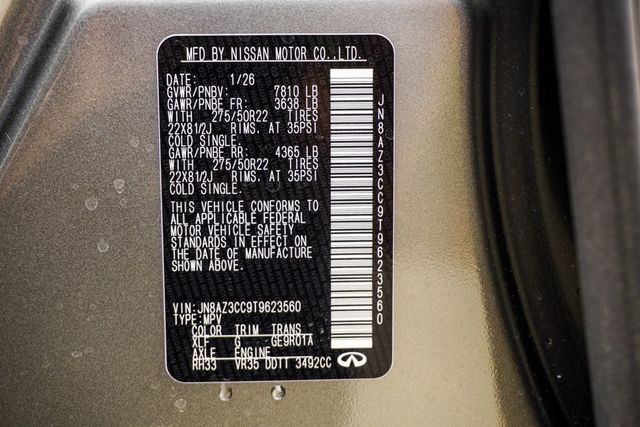 MFD BY NISSAN MOTOR CO.,LTD.
DATE: 1/26
GVWR/PNBV: 7810 LB
GAWR/PNBE FR: 3638 LB
WITH 275/50R22 TIRES
22X81/2J RIMS. AT 35PSI
COLD SINGLE.
GAWR/PNBE RR: 4365 LB
WITH 275/50R22 TIRES
22X81/2J RIMS. AT 35PSI
COLD SINGLE.
THIS VEHICLE CONFORMS TO
ALL APPLICABLE FEDERAL
MOTOR VEHICLE SAFETY
STANDARDS IN EFFECT ON
THE DATE OF MANUFACTURE
SHOWN ABOVE.
JN8AZ3CC9T9623560
VIN: JN8AZ3CC9T9623560
TYPE: MPV
COLOR TRIM TRANS
XLF G GE9R01A
AXLE ENGINE
RH33 VR35 DDTT 3492CC